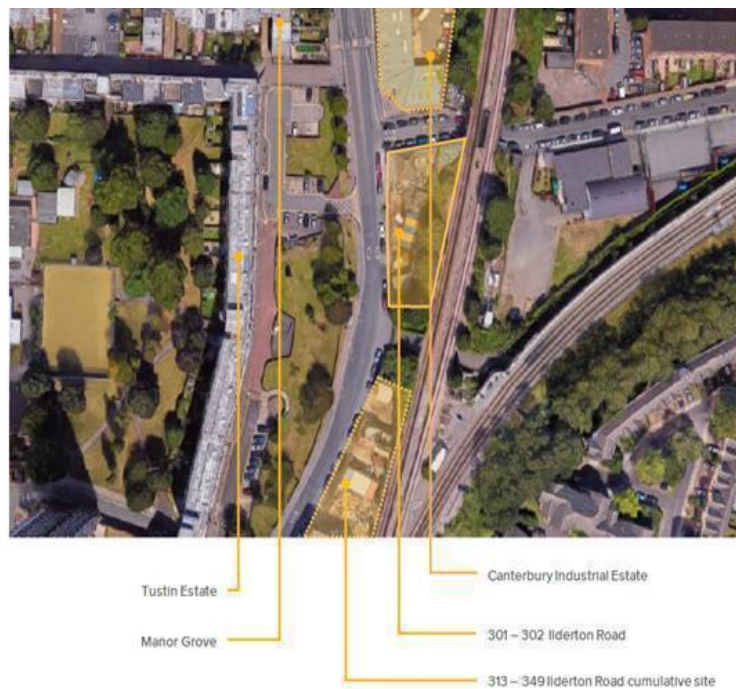 Tustin Estate
Manor Grove
Canterbury Industrial Estate
301 – 302 Ilderton Road
313 – 349 Ilderton Road cumulative site